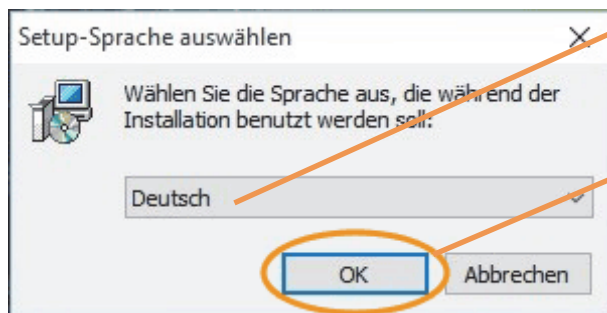 Setup-Sprache auswählen
Wählen Sie die Sprache aus, die während der
Installation benutzt werden soll:
Deutsch
OK
Abbrechen